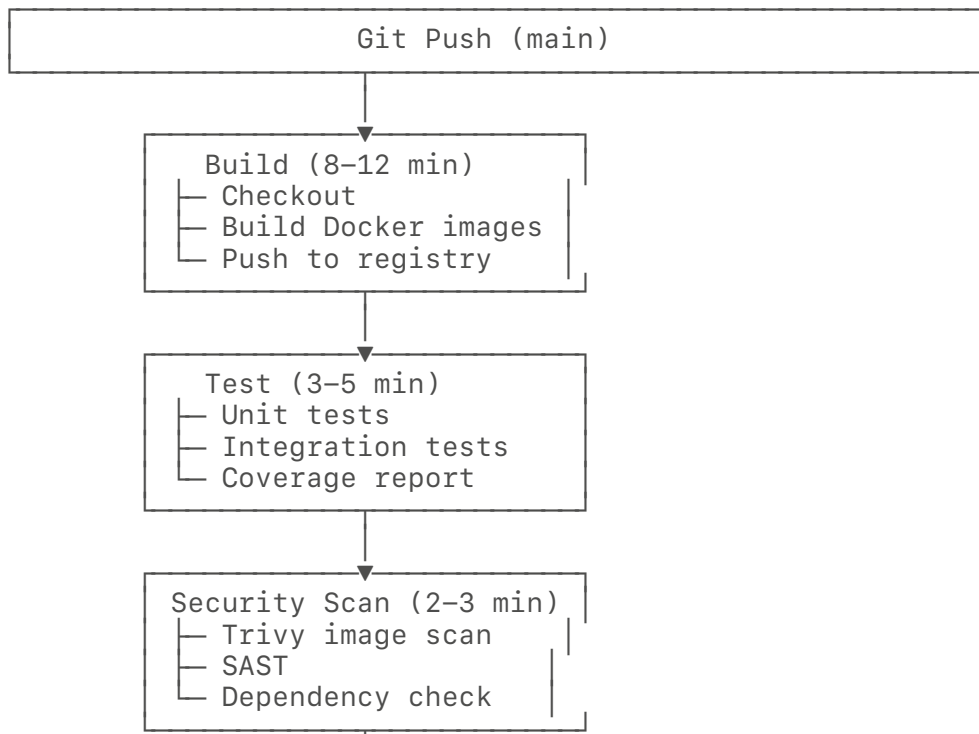 Git Push (main)
Build (8–12 min)
Checkout
Build Docker images
Push to registry
Test (3–5 min)
Unit tests
Integration tests
Coverage report
Security Scan (2–3 min)
Trivy image scan
SAST
Dependency check